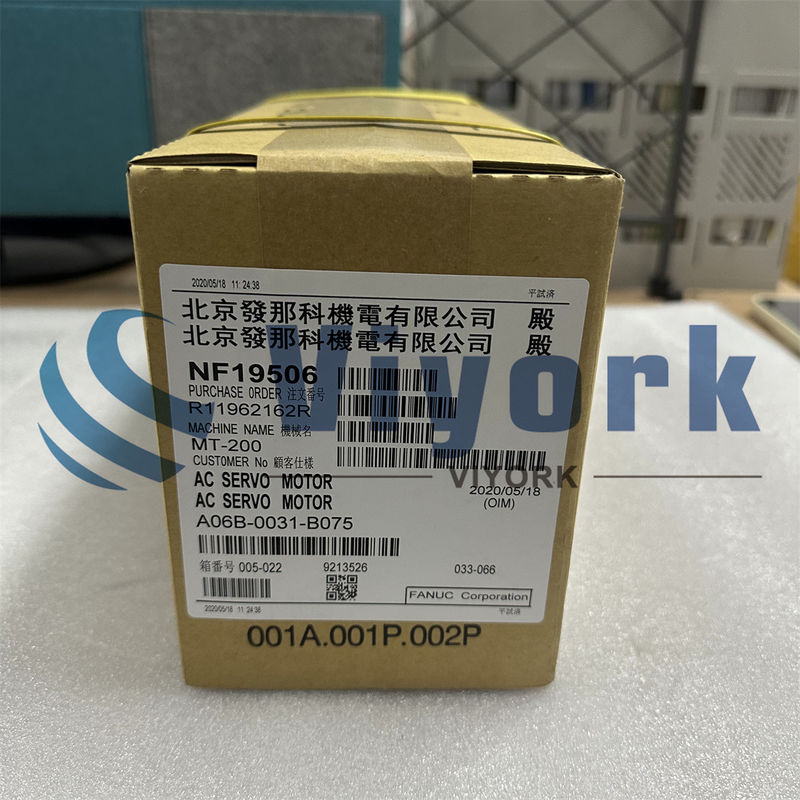 2020/05/18 11:24:38
平試済
北京發那科機電有限公司 殿
北京發那科機電有限公司 殿
NF19506
PURCHASE ORDER 注文番号
R11962162R
MACHINE NAME 機械名
MT-200
CUSTOMER No 顧客仕様
AC SERVO MOTOR
AC SERVO MOTOR
2020/05/18
(OIM)
A06B-0031-B075
箱番号 005-022 9213526 033-066
FANUC Corporation
2020/05/18 11:24:38 平試済
001A.001P.002P
Viyork
VIYORK